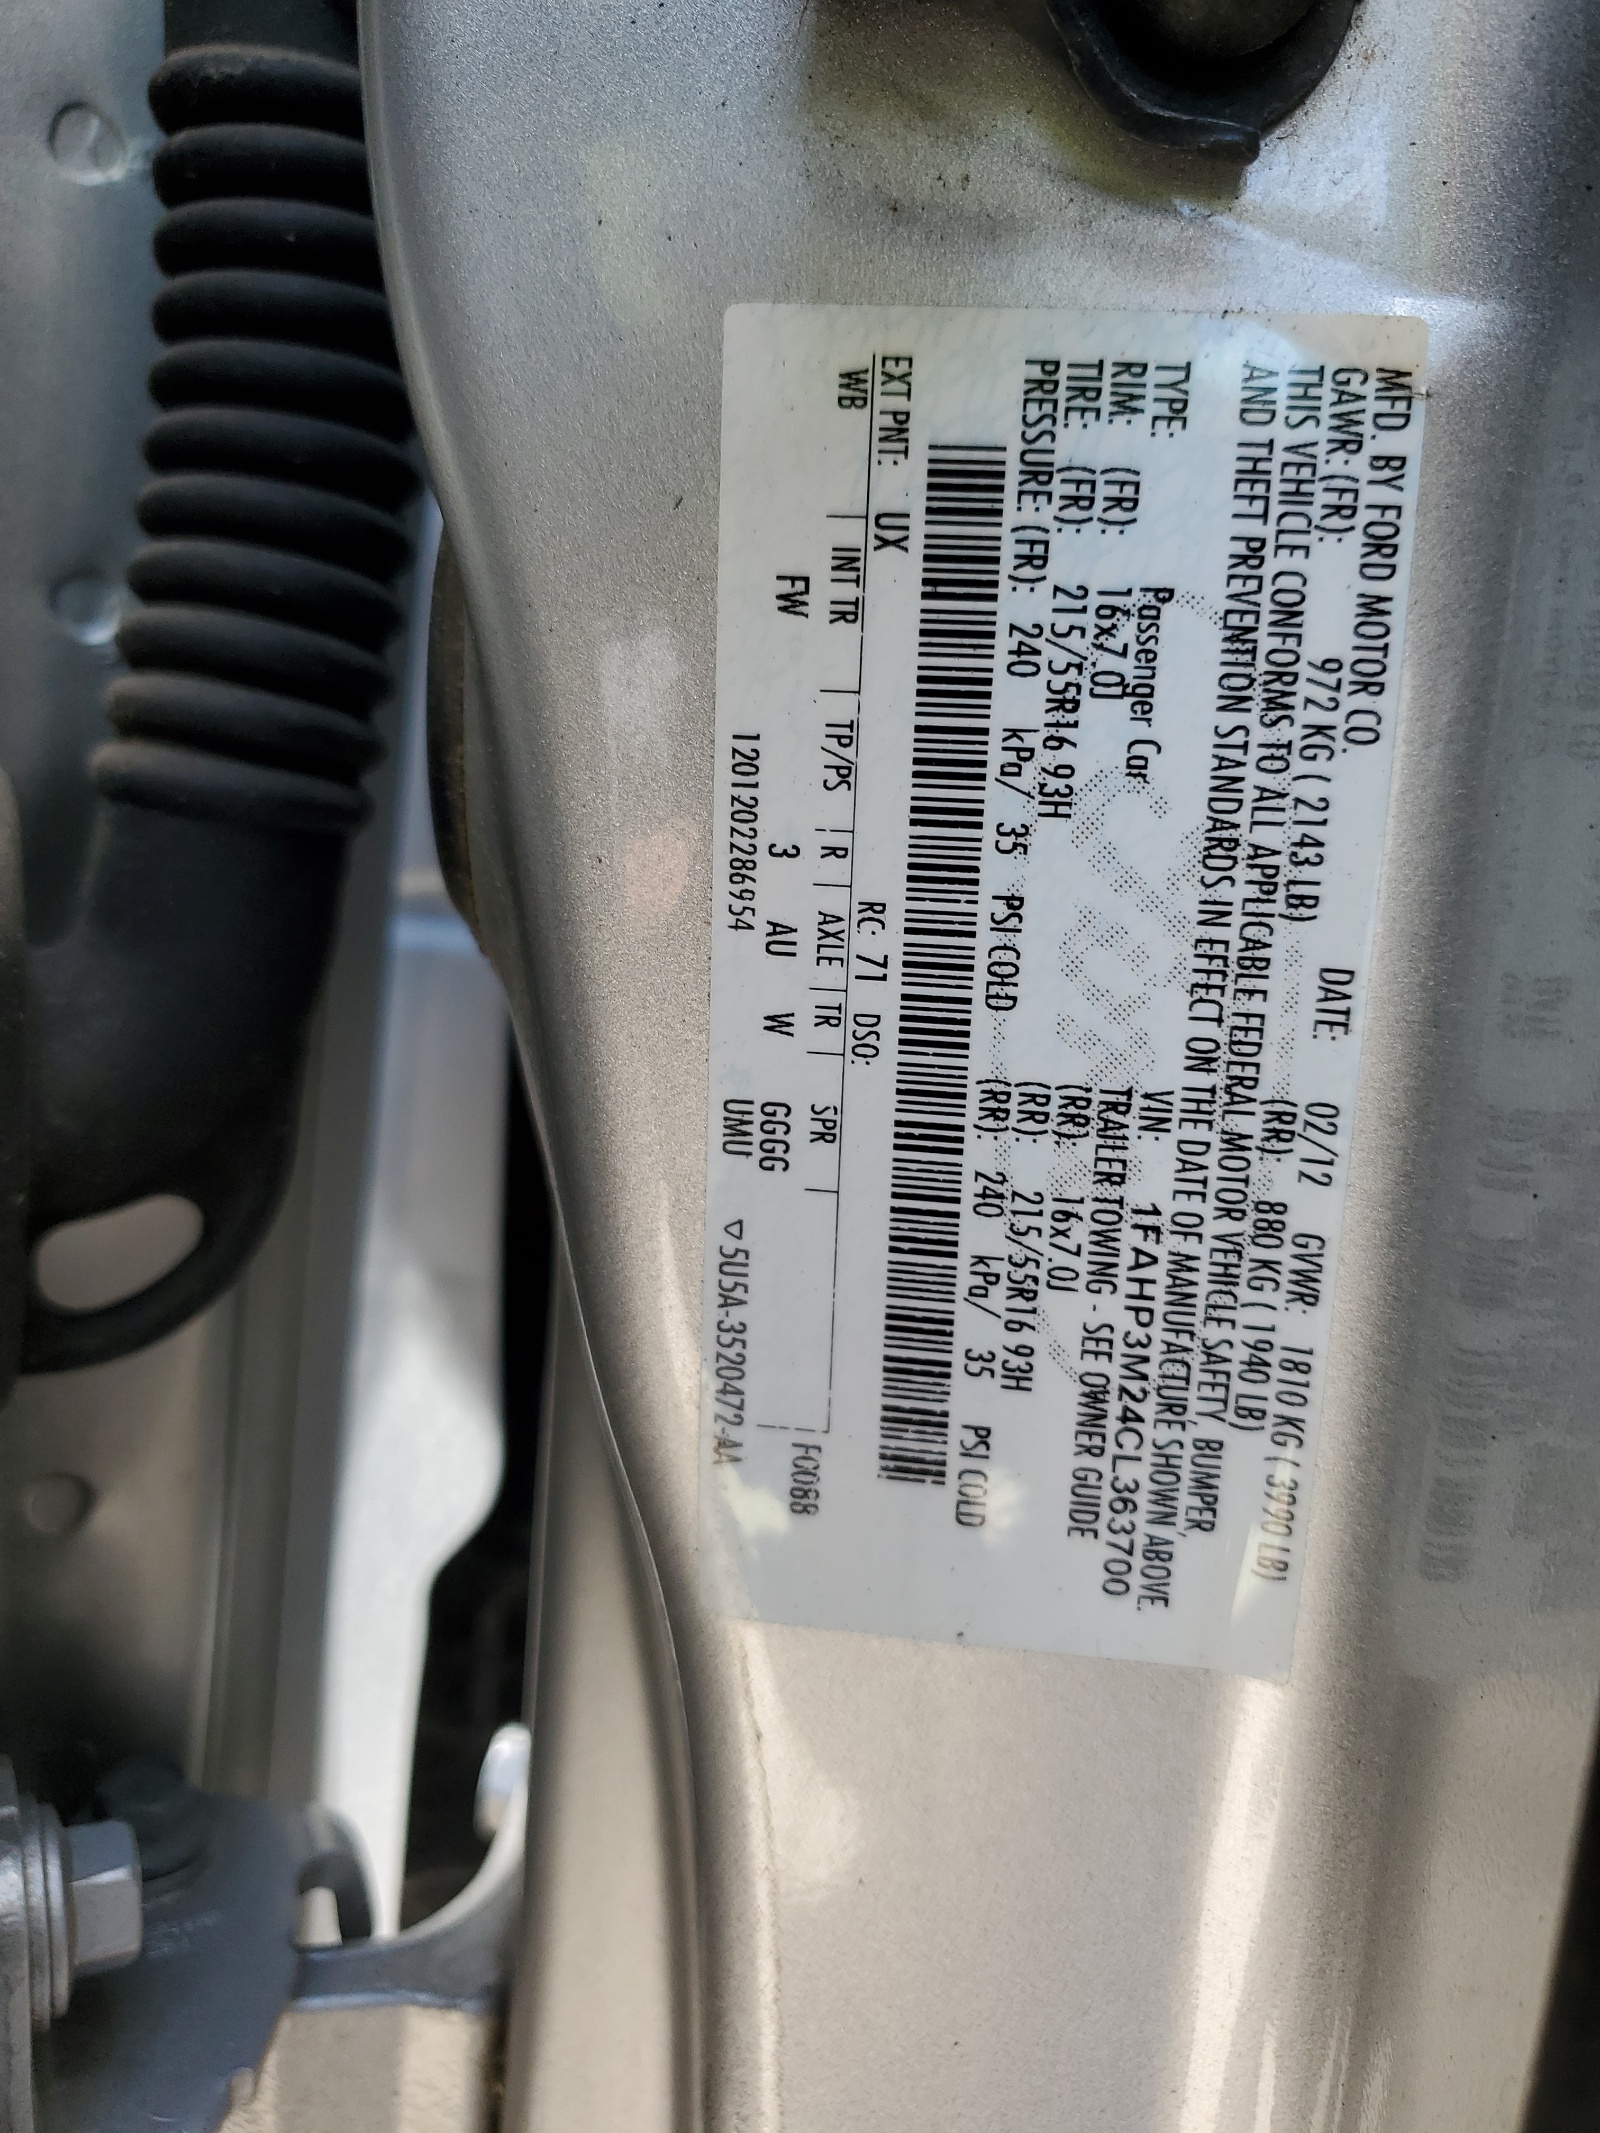 MFD. BY FORD MOTOR CO.
DATE: 02/12 GVWR: 1810 KG ( 3990 LB)
GAWR: (FR): 972 KG ( 2143 LB) (RR): 880 KG ( 1940 LB)
THIS VEHICLE CONFORMS TO ALL APPLICABLE FEDERAL MOTOR VEHICLE SAFETY, BUMPER,
AND THEFT PREVENTION STANDARDS IN EFFECT ON THE DATE OF MANUFACTURE SHOWN ABOVE.
VIN: 1FAHP3M24CL363700
TYPE: Passenger Car TRAILER TOWING - SEE OWNER GUIDE
RIM: (FR): 16x7.0J (RR): 16x7.0J
TIRE: (FR): 215/55R16 93H (RR): 215/55R16 93H
PRESSURE: (FR): 240 kPa/ 35 PSI COLD (RR): 240 kPa/ 35 PSI COLD
EXT PNT: UX RC: 71 DSO:
WB | INT TR | TP/PS | R | AXLE | TR | SPR | F0088
FW 3 AU W GGGG
1201202286954 UMU ▽5U5A-3520472-AA